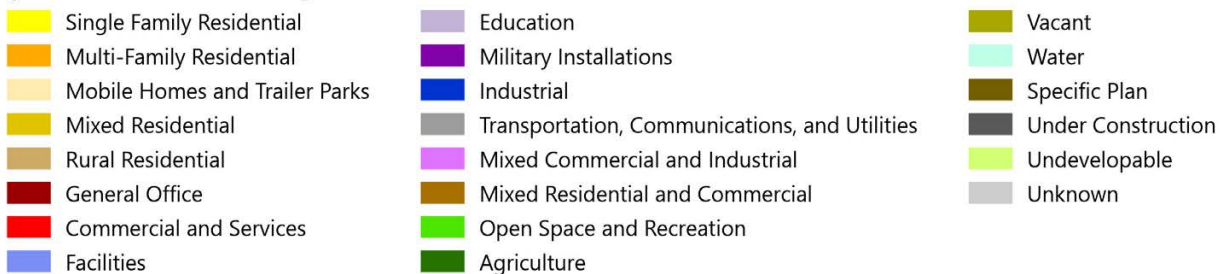 Single Family Residential
Multi-Family Residential
Mobile Homes and Trailer Parks
Mixed Residential
Rural Residential
General Office
Commercial and Services
Facilities
Education
Military Installations
Industrial
Transportation, Communications, and Utilities
Mixed Commercial and Industrial
Mixed Residential and Commercial
Open Space and Recreation
Agriculture
Vacant
Water
Specific Plan
Under Construction
Undevelopable
Unknown